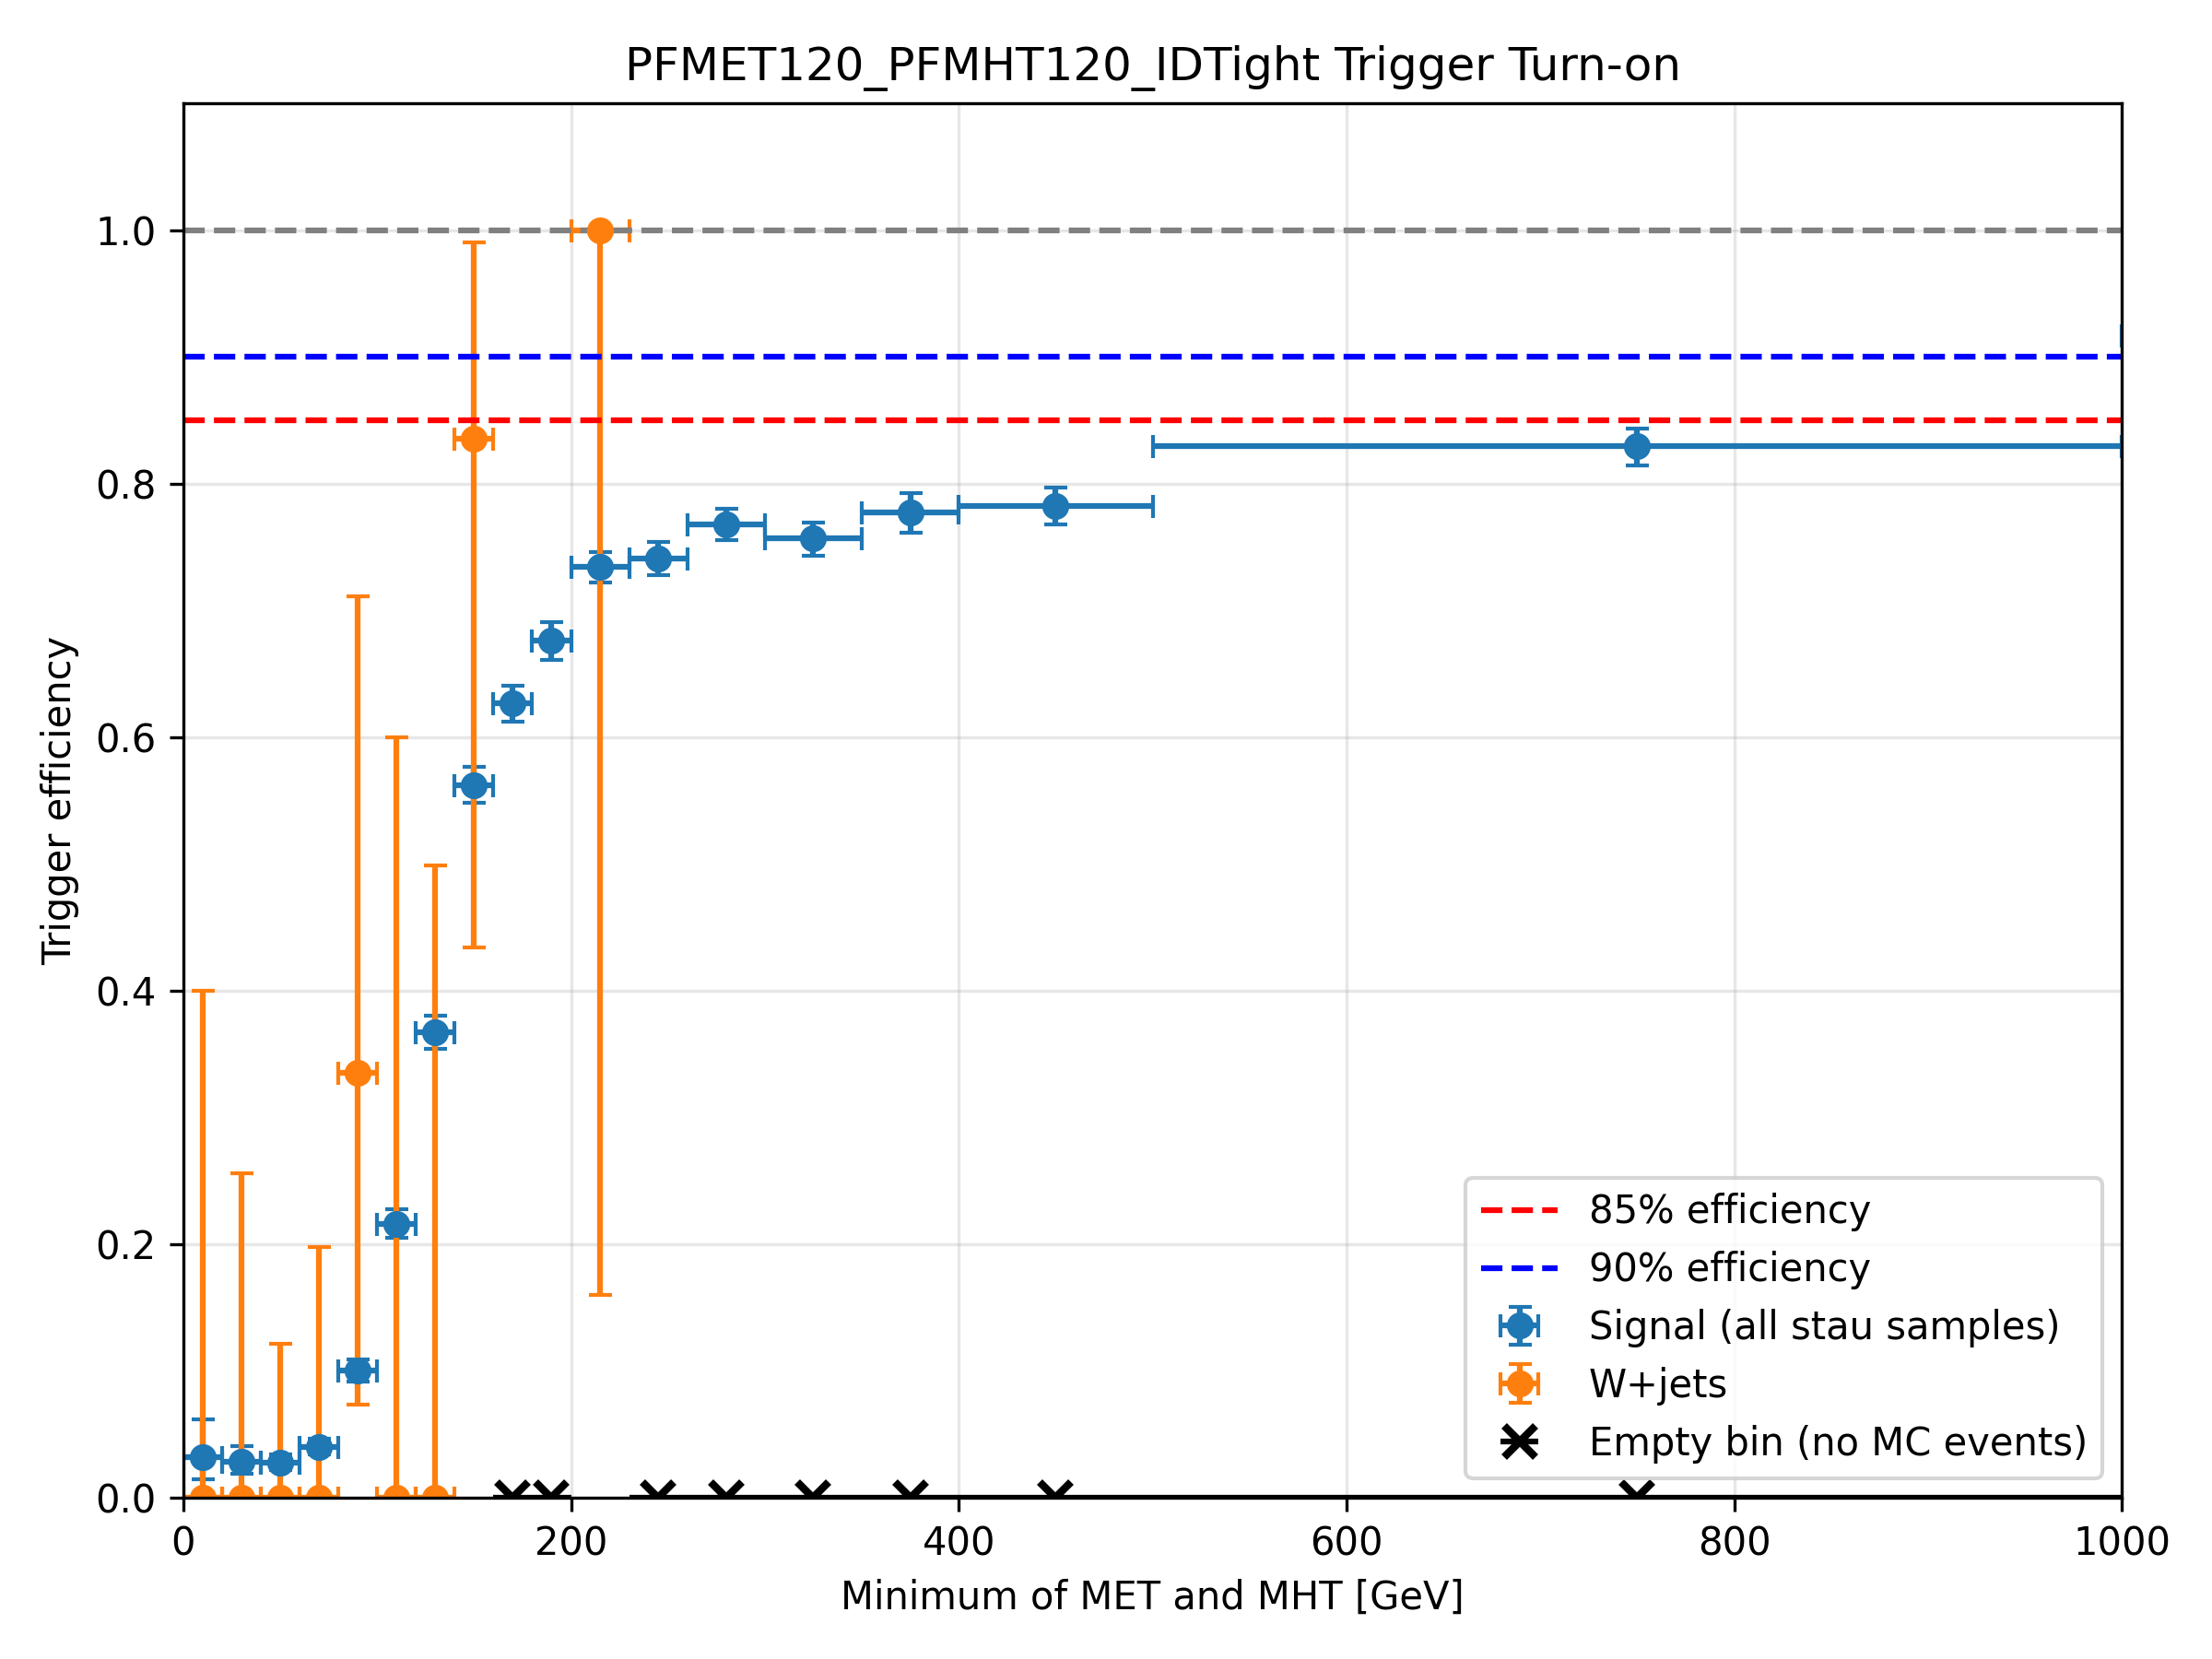 PFMET120_PFMHT120_IDTight Trigger Turn-on
Trigger efficiency
1.0
0.8
0.6
0.4
0.2
0.0
0 200 400 600 800 1000
Minimum of MET and MHT [GeV]
85% efficiency
90% efficiency
Signal (all stau samples)
W+jets
Empty bin (no MC events)